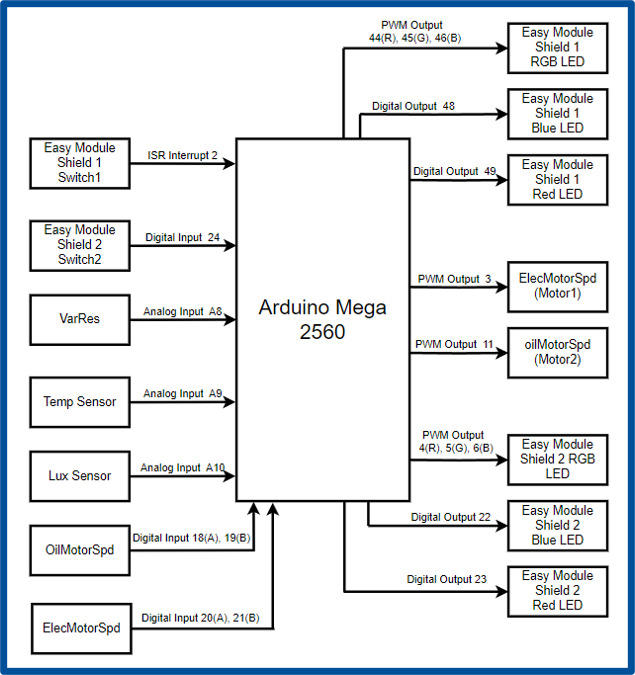 PWM Output
44(R), 45(G), 46(B)
Easy Module
Shield 1
RGB LED
Digital Output 48
Easy Module
Shield 1
Blue LED
Easy Module
Shield 1
Switch1
ISR Interrupt 2
Digital Output 49
Easy Module
Shield 1
Red LED
Easy Module
Shield 2
Switch2
Digital Input 24
VarRes
Analog Input A8
Arduino Mega
2560
PWM Output 3
ElecMotorSpd
(Motor1)
PWM Output 11
oilMotorSpd
(Motor2)
Temp Sensor
Analog Input A9
Lux Sensor
Analog Input A10
PWM Output
4(R), 5(G), 6(B)
Easy Module
Shield 2 RGB
LED
OilMotorSpd
Digital Input 18(A), 19(B)
Digital Output 22
Easy Module
Shield 2
Blue LED
ElecMotorSpd
Digital Input 20(A), 21(B)
Digital Output 23
Easy Module
Shield 2
Red LED